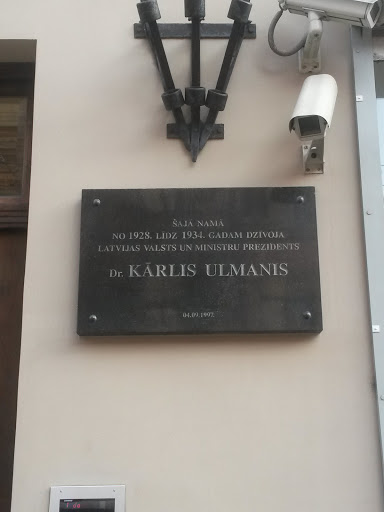 ŠAJĀ NAMĀ
NO 1928. LĪDZ 1934. GADAM DZĪVOJA
LATVIJAS VALSTS UN MINISTRU PREZIDENTS
Dr. KĀRLIS ULMANIS
04.09.1997.